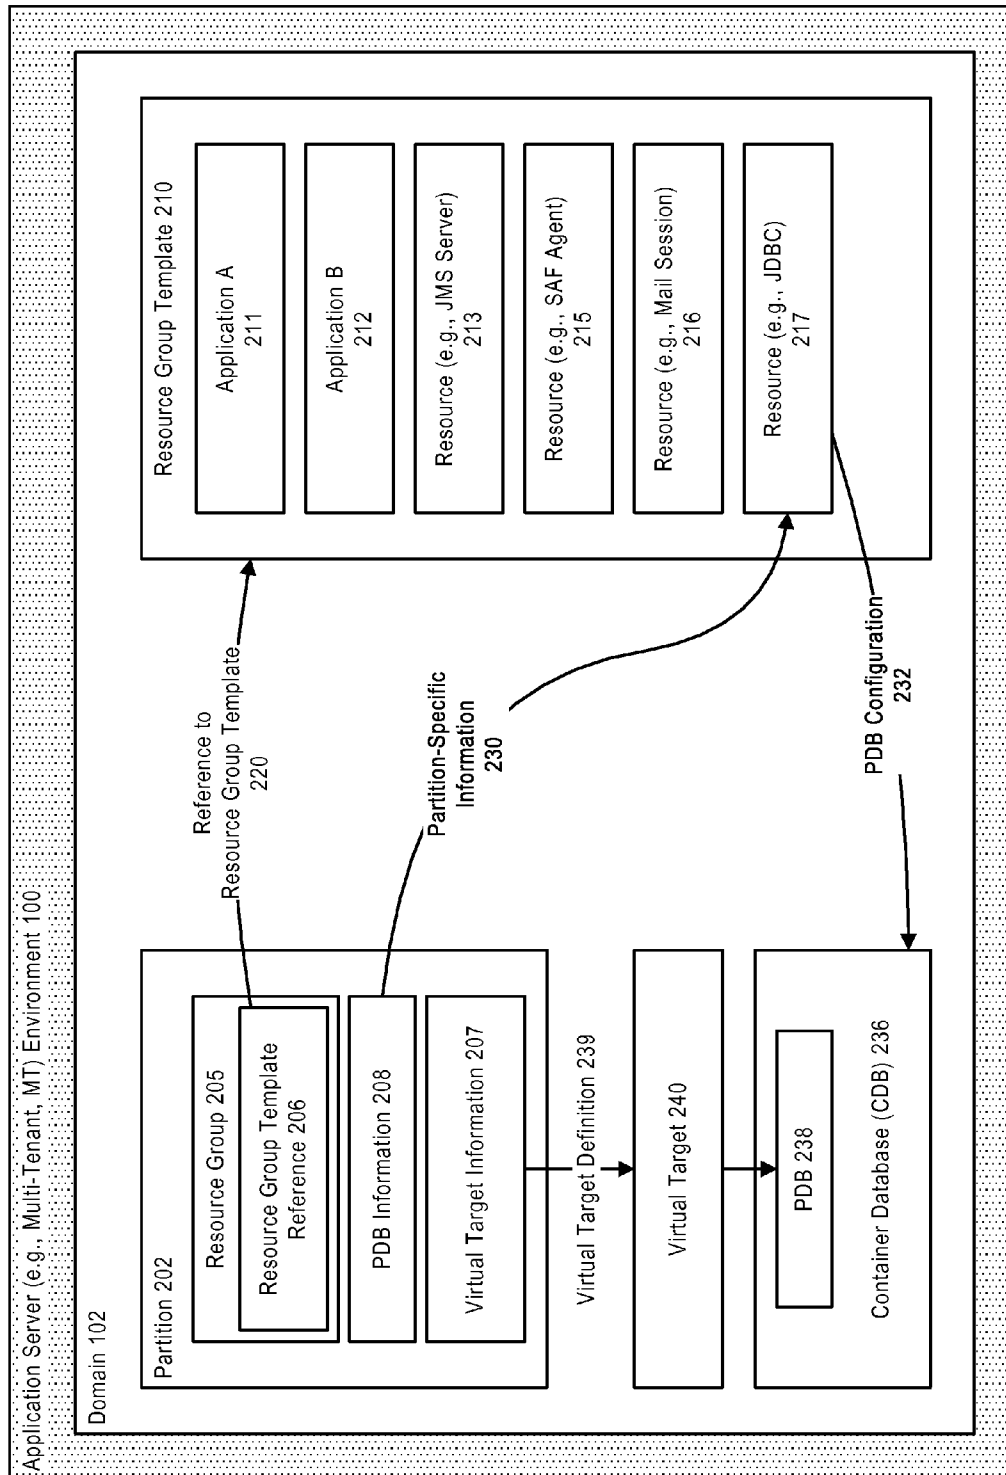 Application Server (e.g., Multi-Tenant, MT) Environment 100
Domain 102
Partition 202
Resource Group 205
Resource Group Template
Reference 206
PDB Information 208
Virtual Target Information 207
Virtual Target Definition 239
Virtual Target 240
PDB 238
Container Database (CDB) 236
Reference to
Resource Group Template
220
Partition-Specific
Information
230
PDB Configuration
232
Resource Group Template 210
Application A
211
Application B
212
Resource (e.g., JMS Server)
213
Resource (e.g., SAF Agent)
215
Resource (e.g., Mail Session)
216
Resource (e.g., JDBC)
217